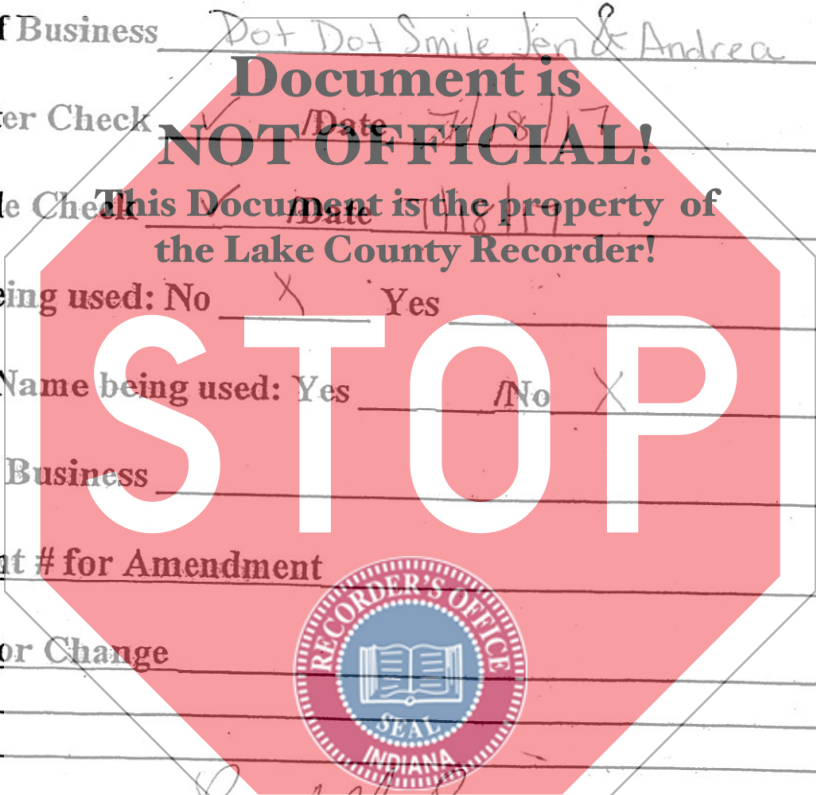 f Business Dot Dot Smile Jen & Andrea
Document is
er Check ✓ /Date 7/18/17
NOT OFFICIAL!
le Check ✓ /Date 7/18/17
This Document is the property of
the Lake County Recorder!
eing used: No X Yes
STOP
Name being used: Yes /No X
Business
nt # for Amendment
or Change
RECORDER'S OFFICE
SEAL
INDIANA